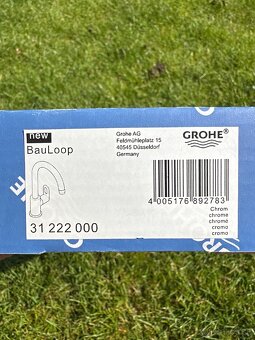 new
BauLoop
Grohe AG
Feldmühleplatz 15
40545 Düsseldorf
Germany
GROHE®
4 005176 892783
Chrom
chrome
chromé
cromo
cromo
31 222 000